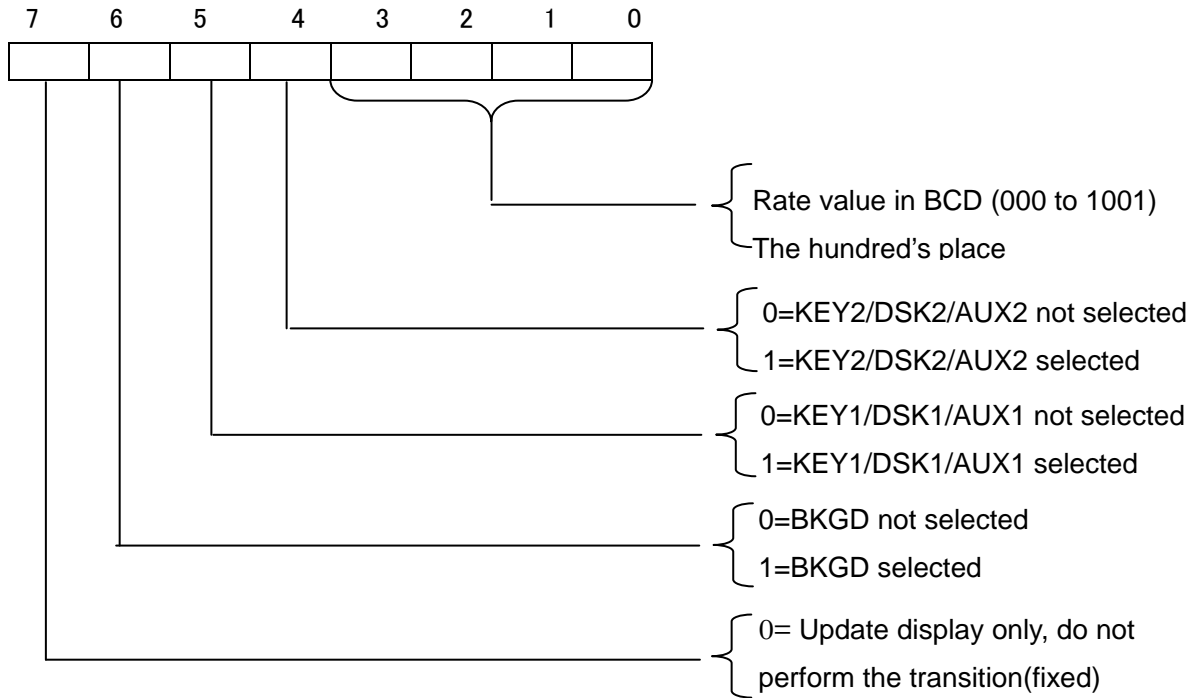 7 6 5 4 3 2 1 0
Rate value in BCD (000 to 1001)
The hundred's place
0=KEY2/DSK2/AUX2 not selected
1=KEY2/DSK2/AUX2 selected
0=KEY1/DSK1/AUX1 not selected
1=KEY1/DSK1/AUX1 selected
0=BKGD not selected
1=BKGD selected
0= Update display only, do not
perform the transition(fixed)